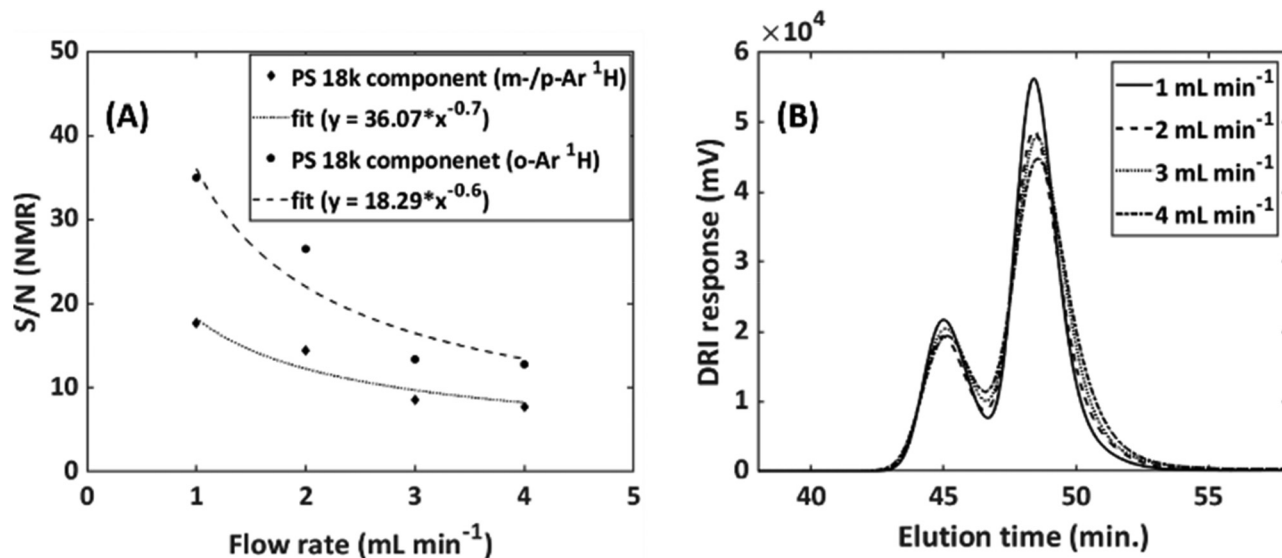 (A)
PS 18k component (m-/p-Ar ¹H)
fit (y = 36.07*x⁻⁰·⁷)
PS 18k componenet (o-Ar ¹H)
fit (y = 18.29*x⁻⁰·⁶)
S/N (NMR)
50
40
30
20
10
0
0 1 2 3 4 5
Flow rate (mL min⁻¹)
×10⁴
(B)
1 mL min⁻¹
2 mL min⁻¹
3 mL min⁻¹
4 mL min⁻¹
DRI response (mV)
6
5
4
3
2
1
0
40 45 50 55
Elution time (min.)